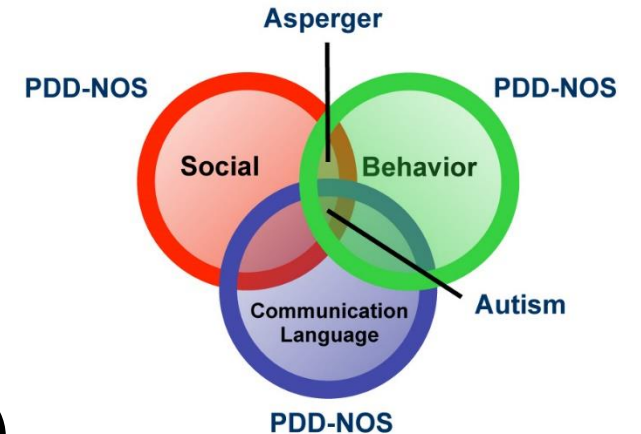 Asperger
PDD-NOS
PDD-NOS
Social
Behavior
Autism
Communication
Language
PDD-NOS